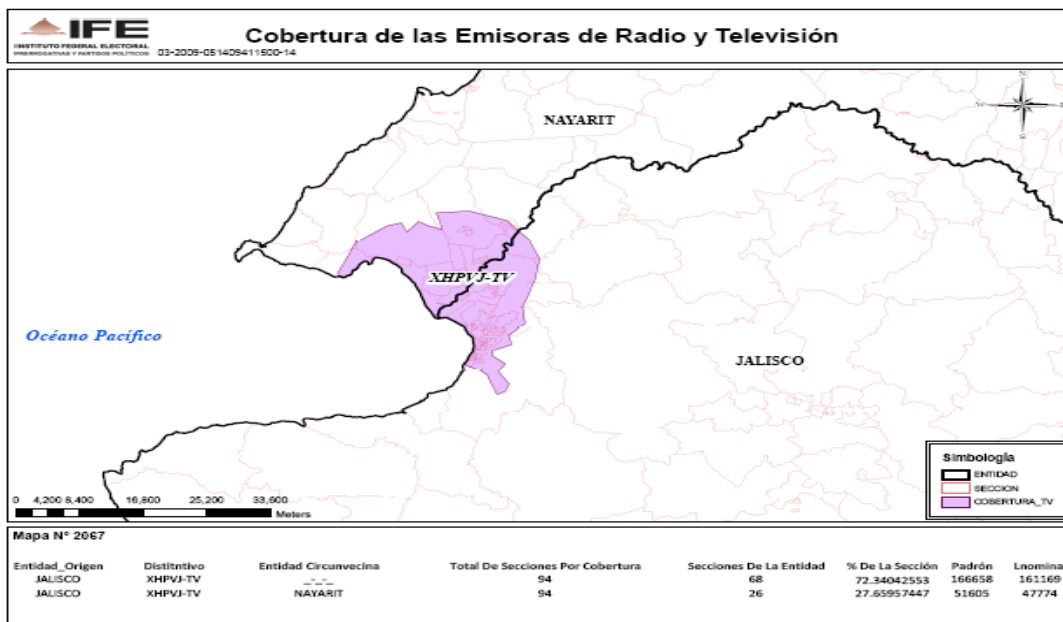 IFE
INSTITUTO FEDERAL ELECTORAL
PRERROGATIVAS Y PARTIDOS POLÍTICOS
03-2009-051409411500-14
Cobertura de las Emisoras de Radio y Televisión
NAYARIT
XHPVJ-TV
Océano Pacífico
JALISCO
Simbología
ENTIDAD
SECCION
COBERTURA_TV
0 4,200 8,400 16,800 25,200 33,600
Meters
Mapa N° 2067
Entidad_Origen Distitntivo Entidad Circunvecina Total De Secciones Por Cobertura Secciones De La Entidad % De La Sección Padrón Lnomina
JALISCO XHPVJ-TV _-_-_ 94 68 72.34042553 166658 161169
JALISCO XHPVJ-TV NAYARIT 94 26 27.65957447 51605 47774